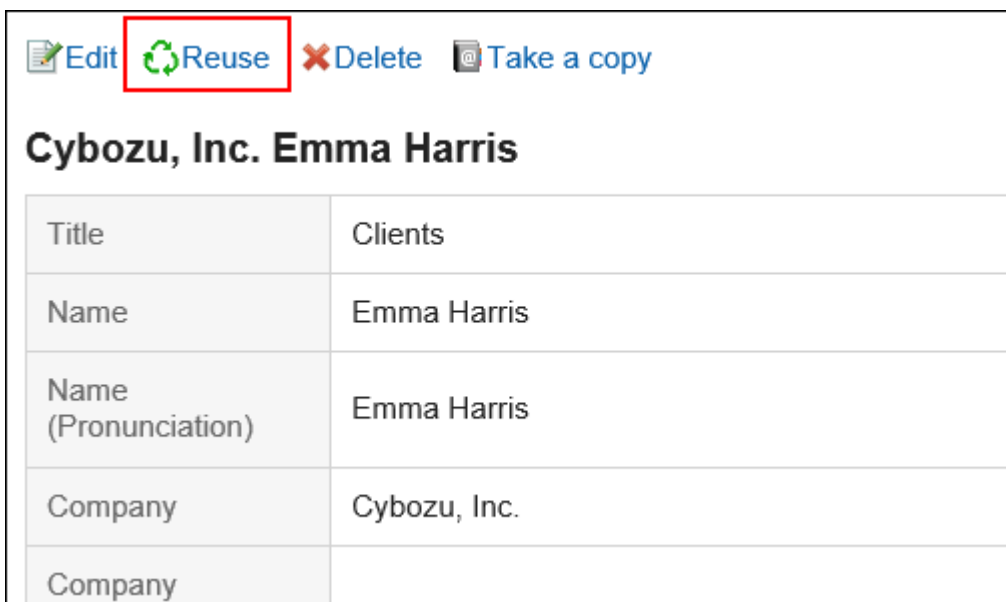 Edit Reuse Delete Take a copy
Cybozu, Inc. Emma Harris
Title Clients
Name Emma Harris
Name
(Pronunciation) Emma Harris
Company Cybozu, Inc.
Company